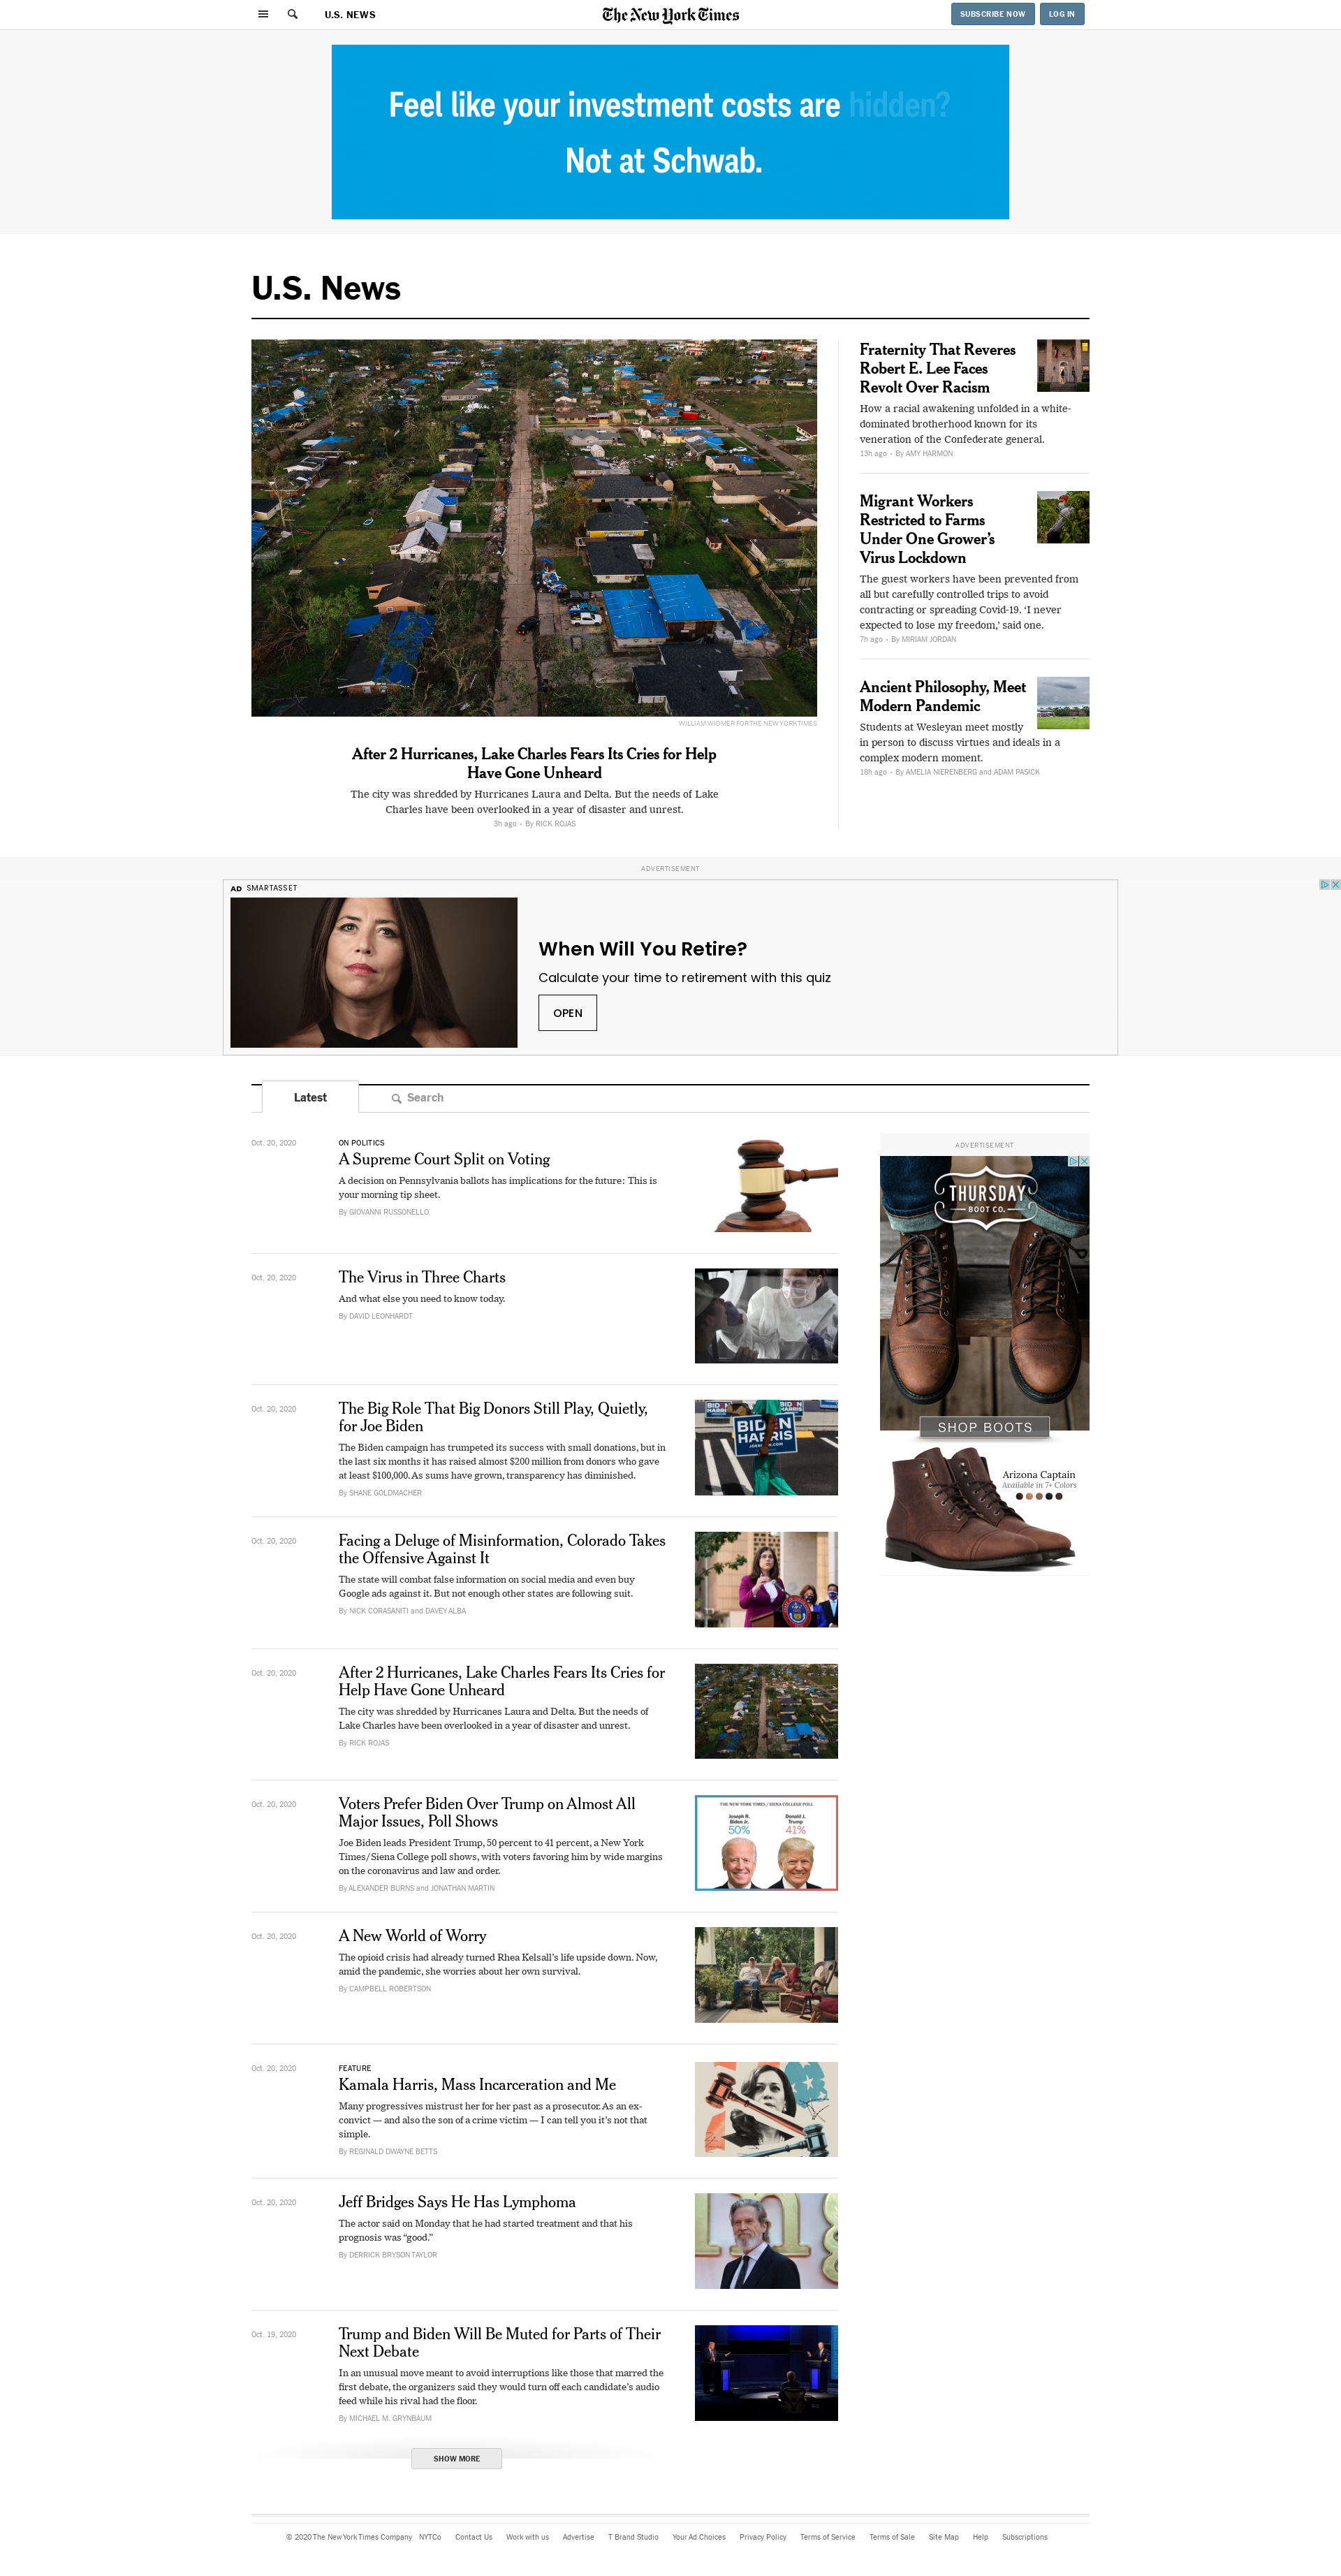 U.S. NEWS
The New York Times
SUBSCRIBE NOW
LOG IN
Feel like your investment costs are hidden?
Not at Schwab.
U.S. News
WILLIAM WIDMER FOR THE NEW YORK TIMES
After 2 Hurricanes, Lake Charles Fears Its Cries for Help
Have Gone Unheard
The city was shredded by Hurricanes Laura and Delta. But the needs of Lake
Charles have been overlooked in a year of disaster and unrest.
3h ago • By RICK ROJAS
Fraternity That Reveres
Robert E. Lee Faces
Revolt Over Racism
How a racial awakening unfolded in a white-
dominated brotherhood known for its
veneration of the Confederate general.
13h ago • By AMY HARMON
Migrant Workers
Restricted to Farms
Under One Grower’s
Virus Lockdown
The guest workers have been prevented from
all but carefully controlled trips to avoid
contracting or spreading Covid-19. ‘I never
expected to lose my freedom,’ said one.
7h ago • By MIRIAM JORDAN
Ancient Philosophy, Meet
Modern Pandemic
Students at Wesleyan meet mostly
in person to discuss virtues and ideals in a
complex modern moment.
18h ago • By AMELIA NIERENBERG and ADAM PASICK
ADVERTISEMENT
AD SMARTASSET
When Will You Retire?
Calculate your time to retirement with this quiz
OPEN
Latest
Search
Oct. 20, 2020
ON POLITICS
A Supreme Court Split on Voting
A decision on Pennsylvania ballots has implications for the future: This is
your morning tip sheet.
By GIOVANNI RUSSONELLO
Oct. 20, 2020
The Virus in Three Charts
And what else you need to know today.
By DAVID LEONHARDT
Oct. 20, 2020
The Big Role That Big Donors Still Play, Quietly,
for Joe Biden
The Biden campaign has trumpeted its success with small donations, but in
the last six months it has raised almost $200 million from donors who gave
at least $100,000. As sums have grown, transparency has diminished.
By SHANE GOLDMACHER
BIDEN
HARRIS
Oct. 20, 2020
Facing a Deluge of Misinformation, Colorado Takes
the Offensive Against It
The state will combat false information on social media and even buy
Google ads against it. But not enough other states are following suit.
By NICK CORASANITI and DAVEY ALBA
Oct. 20, 2020
After 2 Hurricanes, Lake Charles Fears Its Cries for
Help Have Gone Unheard
The city was shredded by Hurricanes Laura and Delta. But the needs of
Lake Charles have been overlooked in a year of disaster and unrest.
By RICK ROJAS
Oct. 20, 2020
Voters Prefer Biden Over Trump on Almost All
Major Issues, Poll Shows
Joe Biden leads President Trump, 50 percent to 41 percent, a New York
Times/Siena College poll shows, with voters favoring him by wide margins
on the coronavirus and law and order.
By ALEXANDER BURNS and JONATHAN MARTIN
THE NEW YORK TIMES / SIENA COLLEGE POLL
Joseph R. Biden Jr.
50%
Donald J. Trump
41%
Oct. 20, 2020
A New World of Worry
The opioid crisis had already turned Rhea Kelsall’s life upside down. Now,
amid the pandemic, she worries about her own survival.
By CAMPBELL ROBERTSON
Oct. 20, 2020
FEATURE
Kamala Harris, Mass Incarceration and Me
Many progressives mistrust her for her past as a prosecutor. As an ex-
convict — and also the son of a crime victim — I can tell you it’s not that
simple.
By REGINALD DWAYNE BETTS
Oct. 20, 2020
Jeff Bridges Says He Has Lymphoma
The actor said on Monday that he had started treatment and that his
prognosis was “good.”
By DERRICK BRYSON TAYLOR
Oct. 19, 2020
Trump and Biden Will Be Muted for Parts of Their
Next Debate
In an unusual move meant to avoid interruptions like those that marred the
first debate, the organizers said they would turn off each candidate’s audio
feed while his rival had the floor.
By MICHAEL M. GRYNBAUM
SHOW MORE
ADVERTISEMENT
THURSDAY
BOOT CO.
SHOP BOOTS
Arizona Captain
Available in 7+ Colors
© 2020 The New York Times Company NYTCo Contact Us Work with us Advertise T Brand Studio Your Ad Choices Privacy Policy Terms of Service Terms of Sale Site Map Help Subscriptions